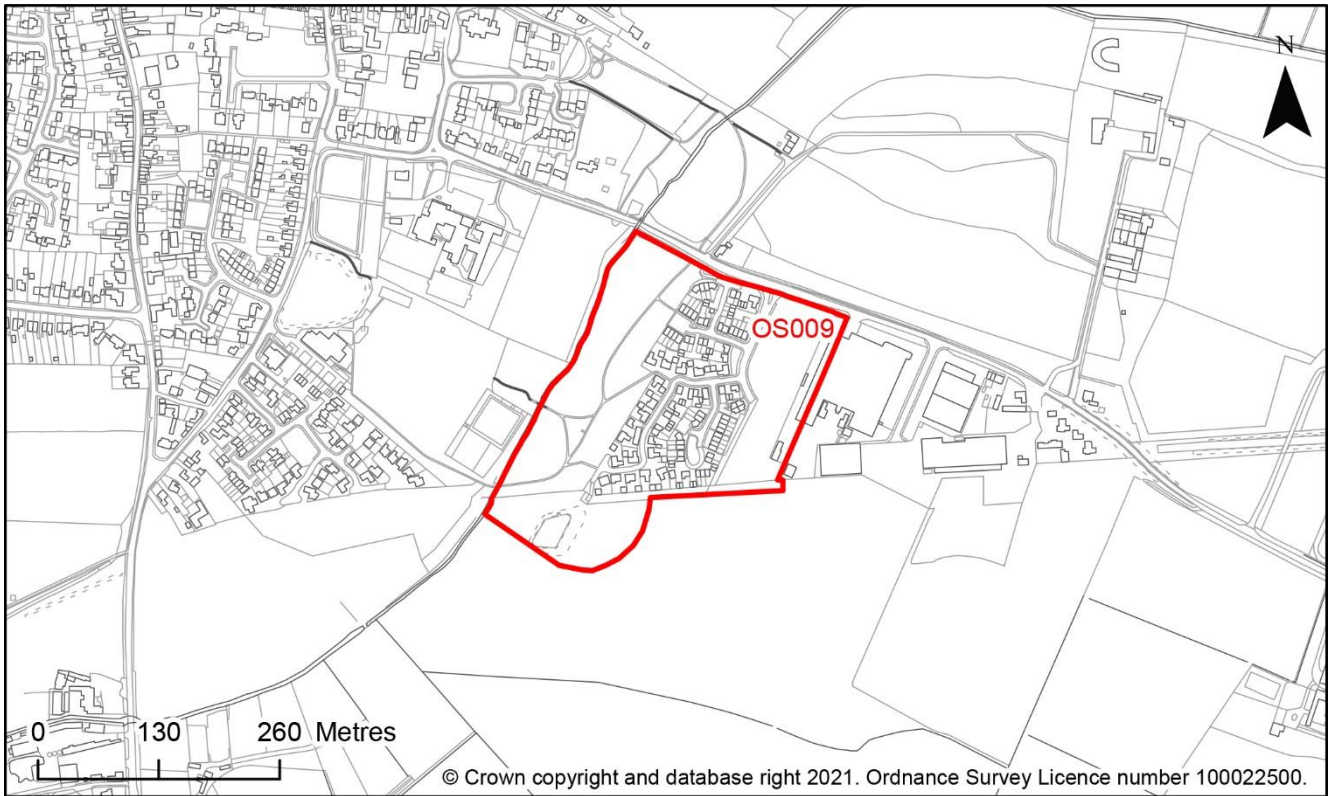 N
OS009
0 130 260 Metres
© Crown copyright and database right 2021. Ordnance Survey Licence number 100022500.